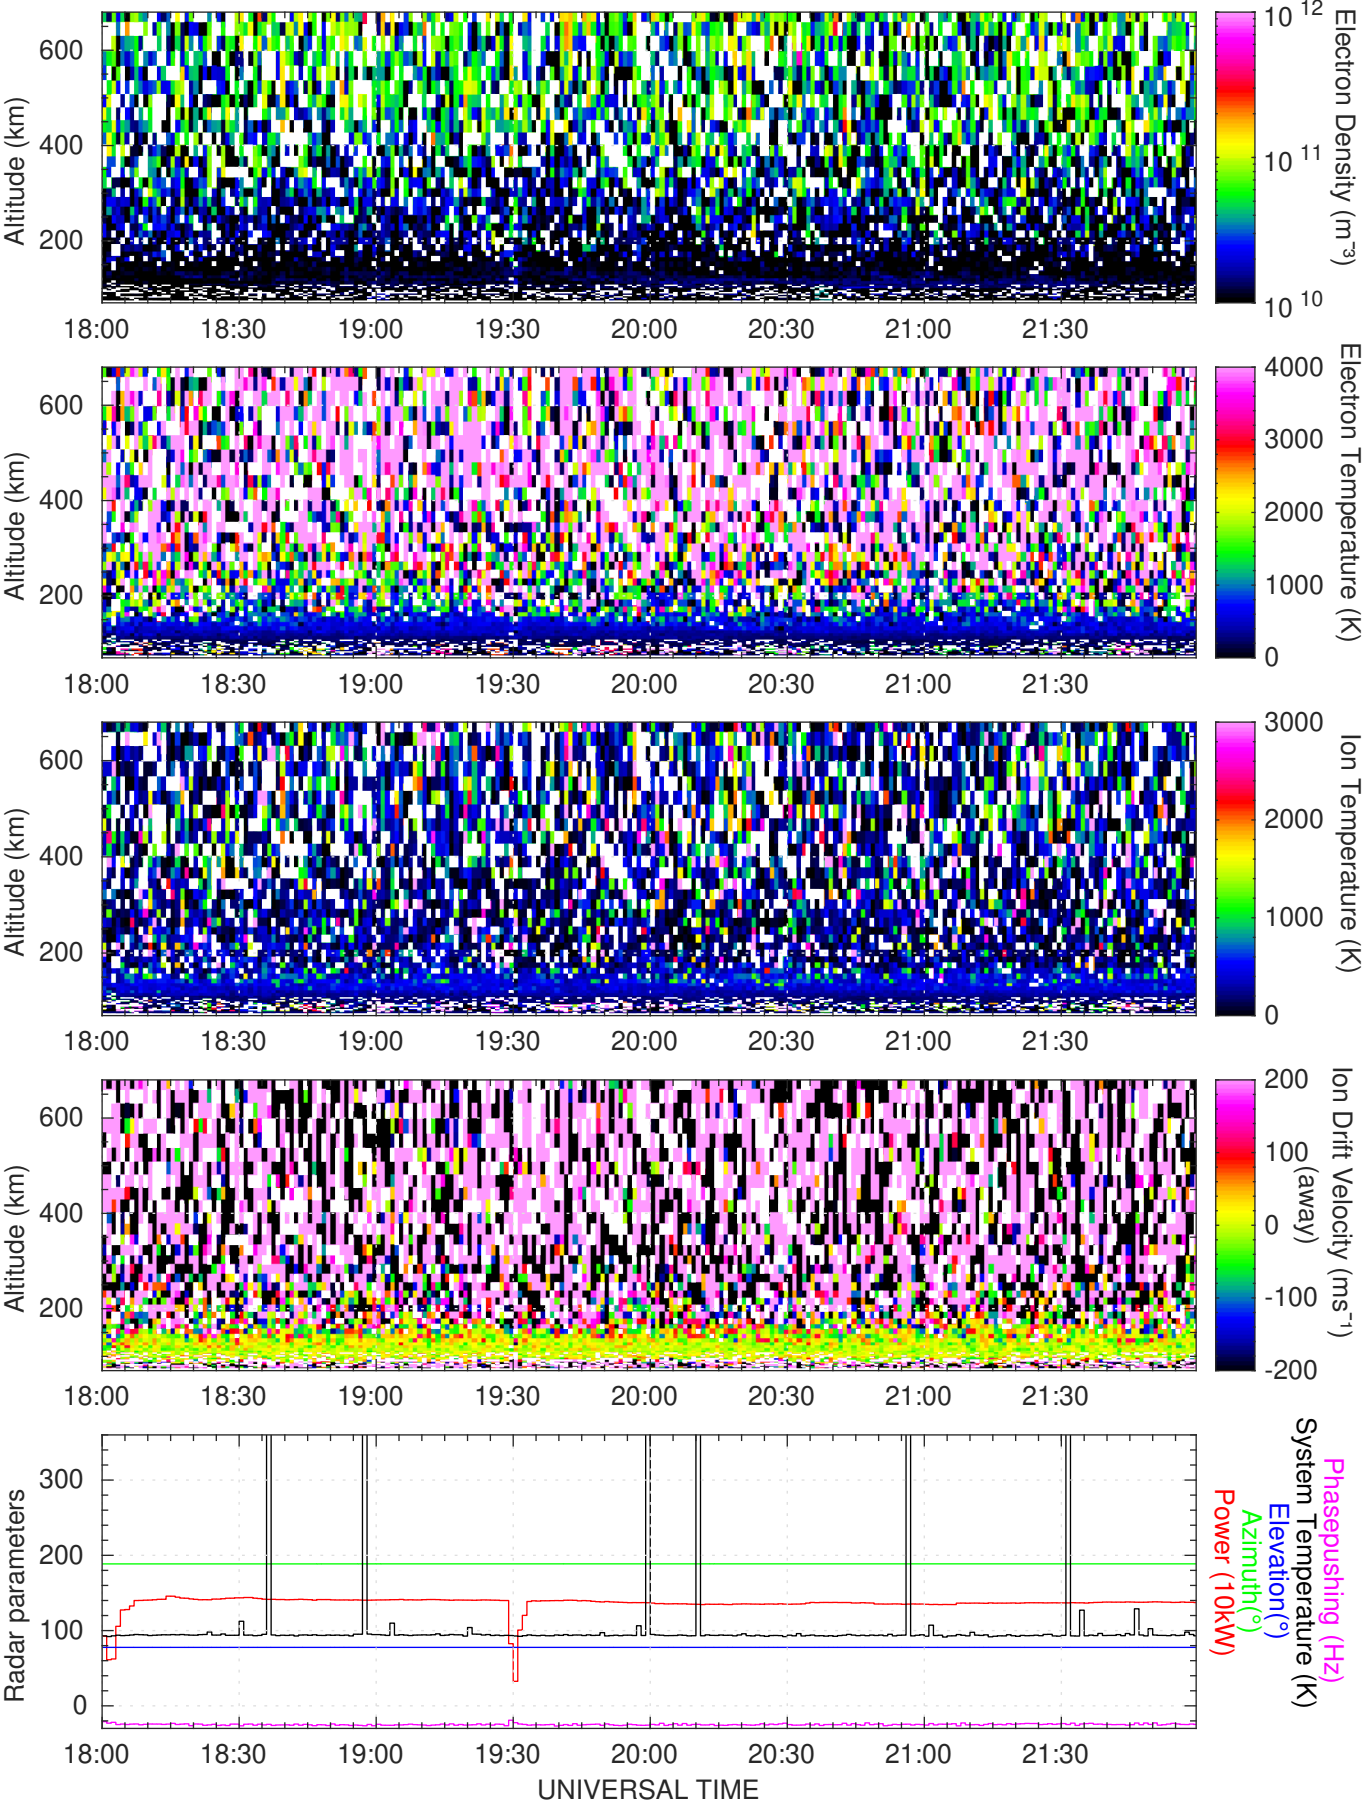 600
400
200
Altitude (km)
18:00 18:30 19:00 19:30 20:00 20:30 21:00 21:30
10 12
10 11
10 10
Electron Density (m⁻³)
600
400
200
Altitude (km)
18:00 18:30 19:00 19:30 20:00 20:30 21:00 21:30
4000
3000
2000
1000
0
Electron Temperature (K)
600
400
200
Altitude (km)
18:00 18:30 19:00 19:30 20:00 20:30 21:00 21:30
3000
2000
1000
0
Ion Temperature (K)
600
400
200
Altitude (km)
18:00 18:30 19:00 19:30 20:00 20:30 21:00 21:30
200
100
0
-100
-200
Ion Drift Velocity (ms⁻¹)
(away)
300
200
100
0
Radar parameters
18:00 18:30 19:00 19:30 20:00 20:30 21:00 21:30
UNIVERSAL TIME
Phasepushing (Hz)
System Temperature (K)
Elevation(°)
Azimuth(°)
Power (10kW)